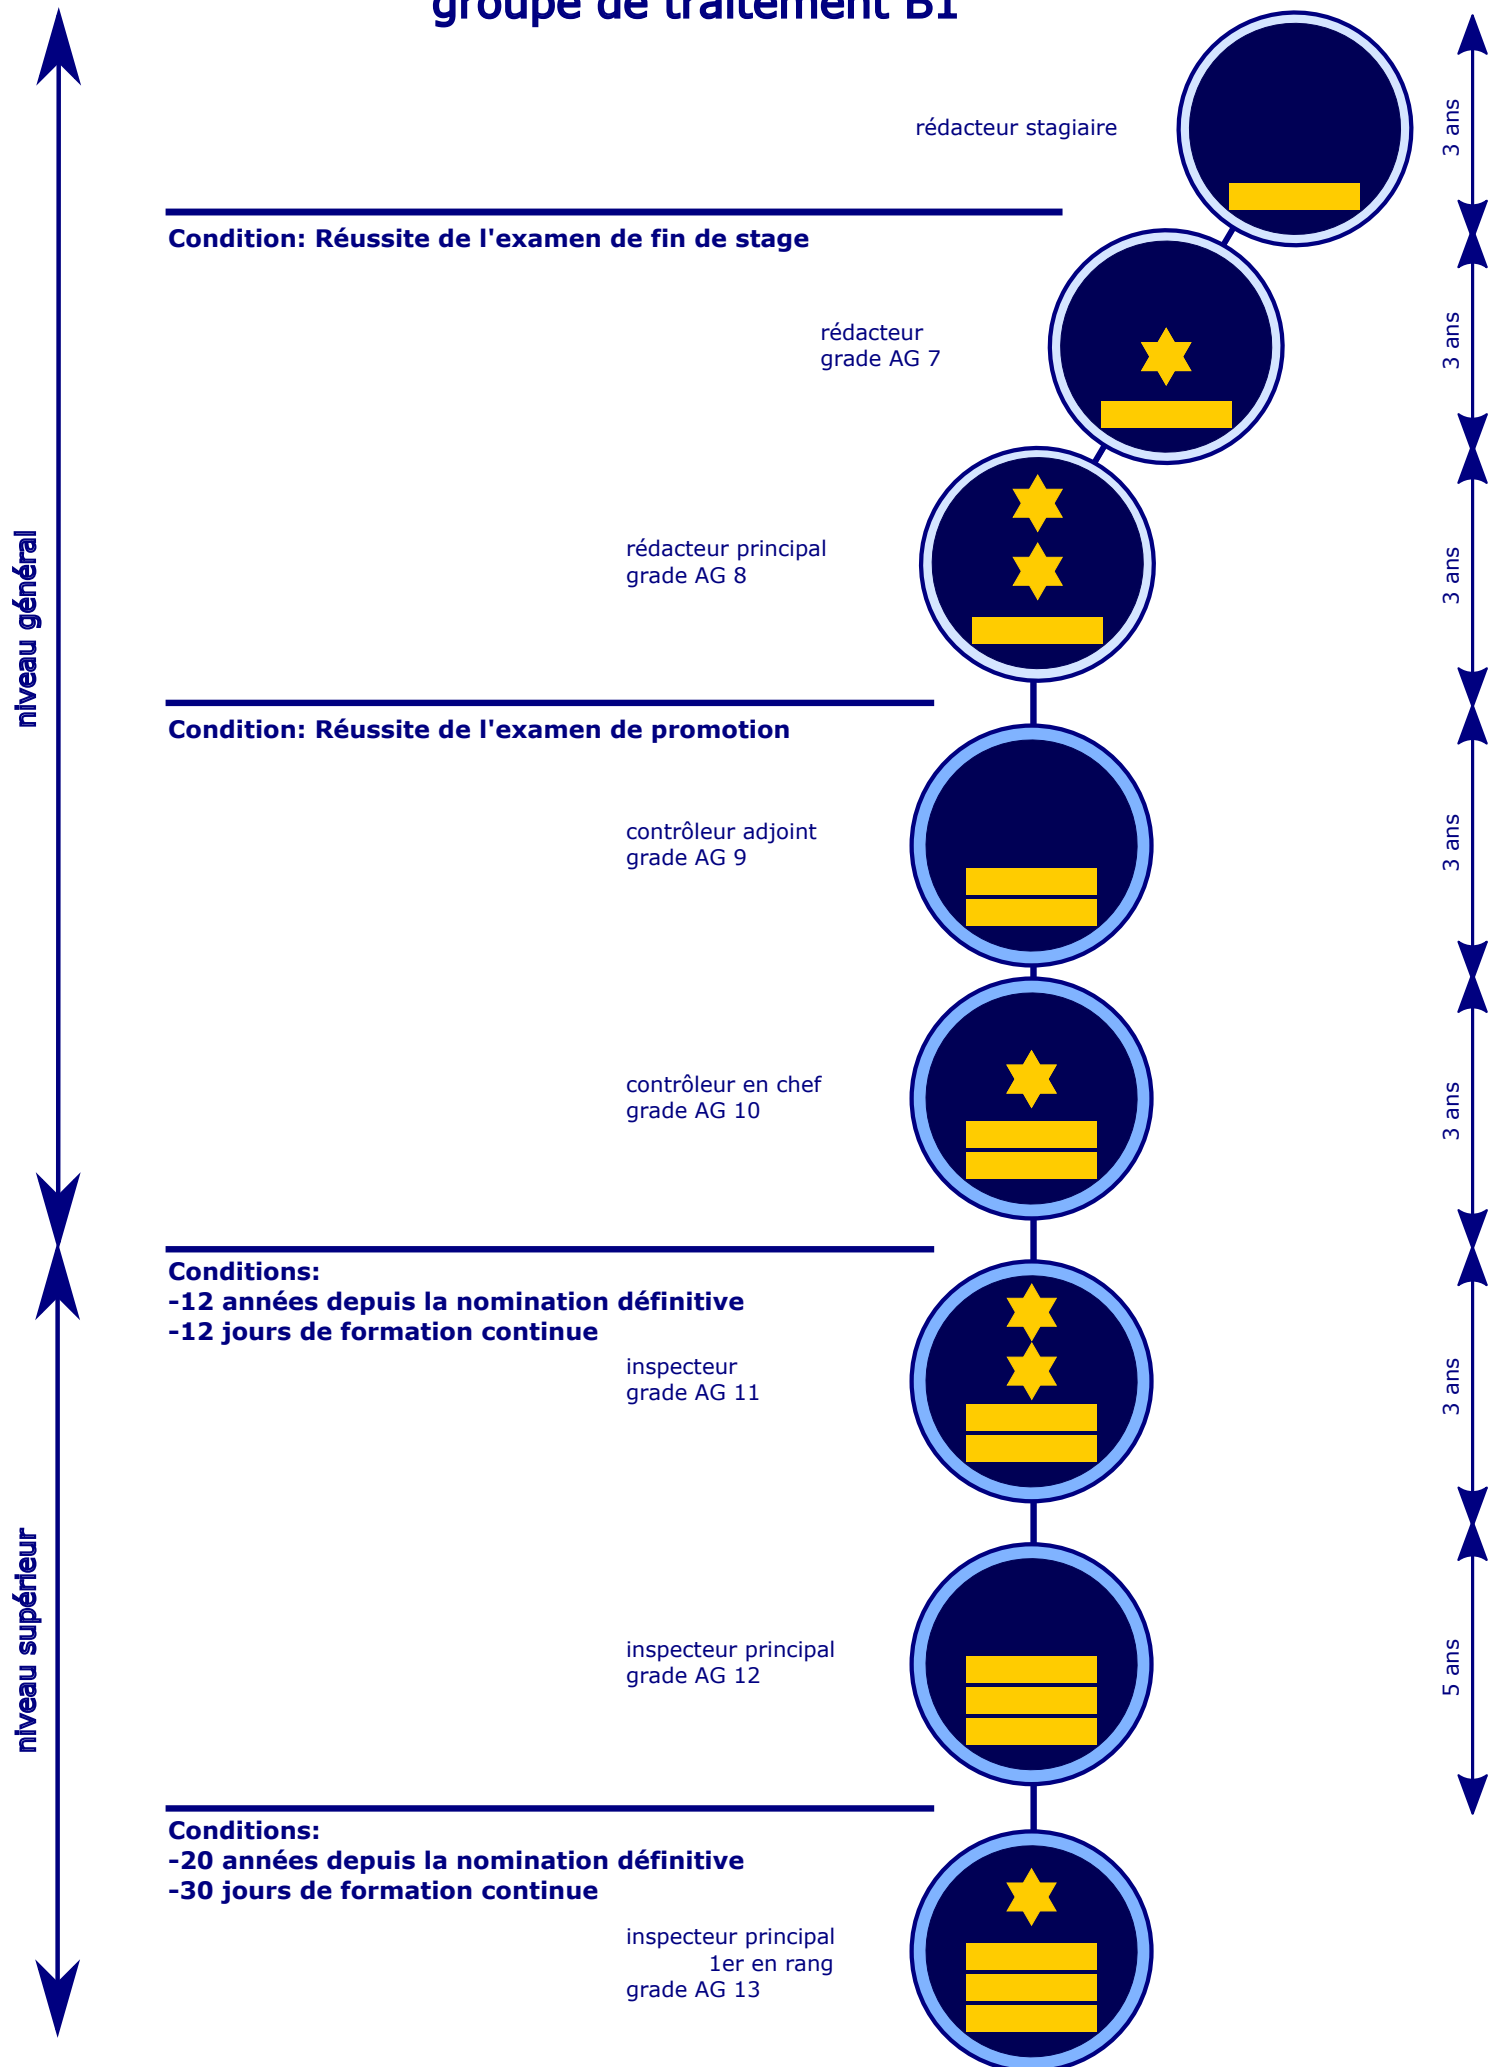 groupe de traitement B1
rédacteur stagiaire
3 ans
Condition: Réussite de l'examen de fin de stage
rédacteur
grade AG 7
3 ans
rédacteur principal
grade AG 8
3 ans
niveau général
Condition: Réussite de l'examen de promotion
contrôleur adjoint
grade AG 9
3 ans
contrôleur en chef
grade AG 10
3 ans
Conditions:
-12 années depuis la nomination définitive
-12 jours de formation continue
inspecteur
grade AG 11
3 ans
niveau supérieur
inspecteur principal
grade AG 12
5 ans
Conditions:
-20 années depuis la nomination définitive
-30 jours de formation continue
inspecteur principal
1er en rang
grade AG 13